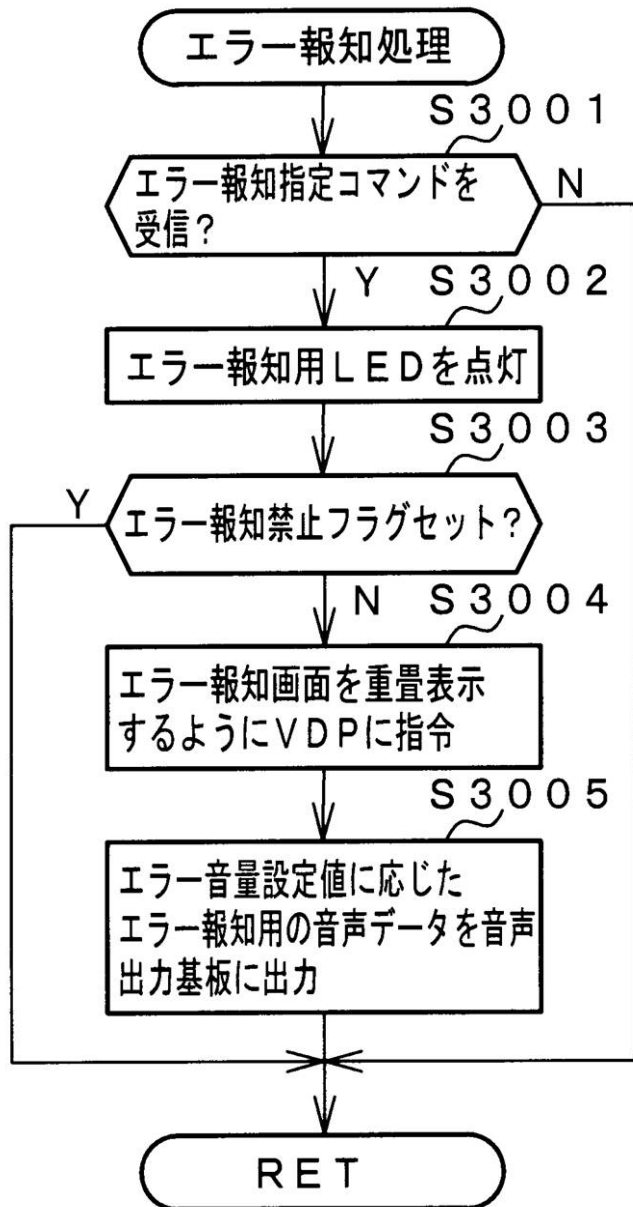 エラー報知処理
S3001
エラー報知指定コマンドを
受信?
N
Y
S3002
エラー報知用LEDを点灯
S3003
Y
エラー報知禁止フラグセット?
N
S3004
エラー報知画面を重畳表示
するようにVDPに指令
S3005
エラー音量設定値に応じた
エラー報知用の音声データを音声
出力基板に出力
RET